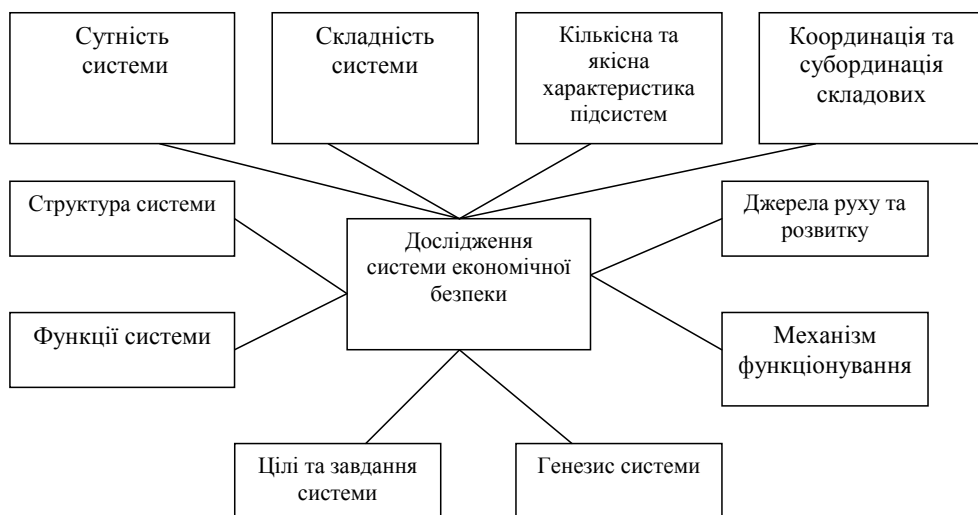 Сутність
системи
Складність
системи
Кількісна та
якісна
характеристика
підсистем
Координація та
субординація
складових
Структура системи
Дослідження
системи економічної
безпеки
Джерела руху та
розвитку
Функції системи
Механізм
функціонування
Цілі та завдання
системи
Генезис системи